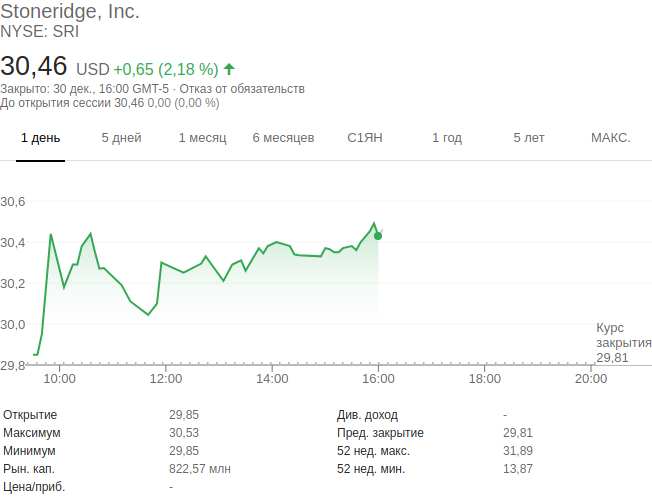 Stoneridge, Inc.
NYSE: SRI
30,46 USD +0,65 (2,18 %)
Закрыто: 30 дек., 16:00 GMT-5 · Отказ от обязательств
До открытия сессии 30,46 0,00 (0,00 %)
1 день 5 дней 1 месяц 6 месяцев С1ЯН 1 год 5 лет МАКС.
30,6
30,4
30,2
30,0
Курс
закрытия
29,81
29,8
10:00 12:00 14:00 16:00 18:00 20:00
Открытие 29,85 Див. доход -
Максимум 30,53 Пред. закрытие 29,81
Минимум 29,85 52 нед. макс. 31,89
Рын. кап. 822,57 млн 52 нед. мин. 13,87
Цена/приб. -